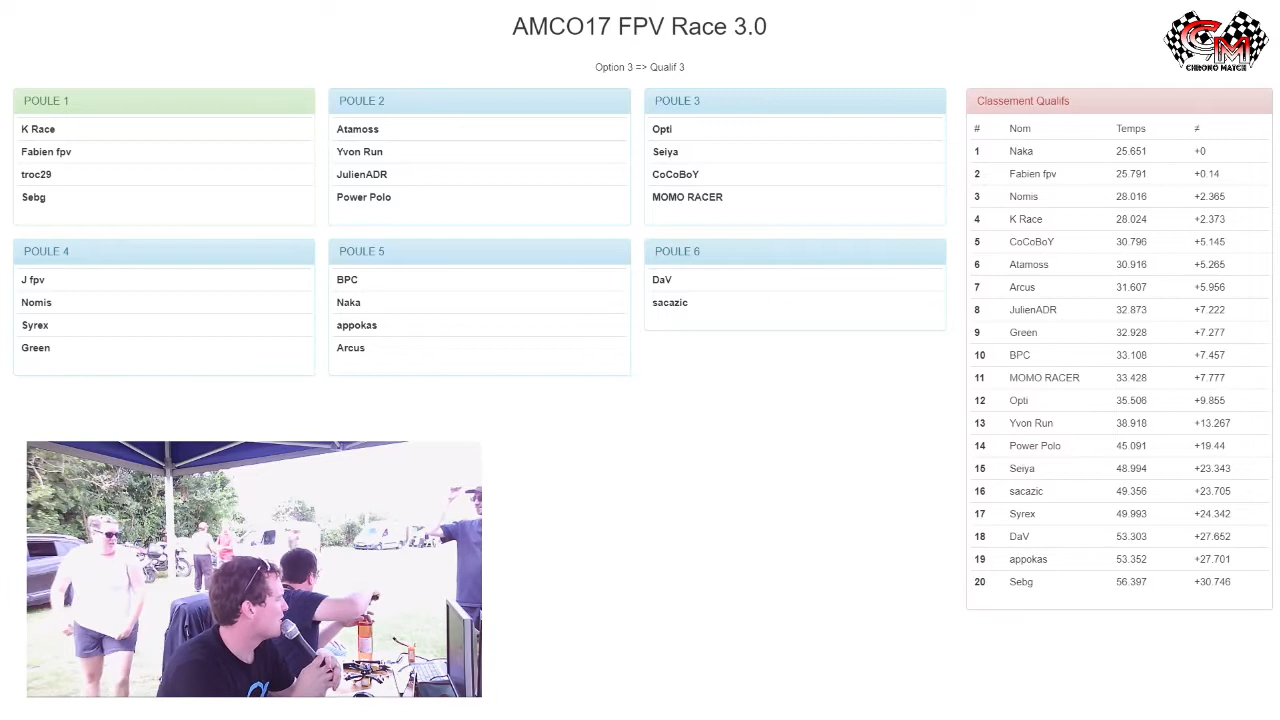 AMCO17 FPV Race 3.0
CM
CHRONO MATCH
Option 3 => Qualif 3
POULE 1
K Race
Fabien fpv
troc29
Sebg
POULE 2
Atamoss
Yvon Run
JulienADR
Power Polo
POULE 3
Opti
Seiya
CoCoBoY
MOMO RACER
POULE 4
J fpv
Nomis
Syrex
Green
POULE 5
BPC
Naka
appokas
Arcus
POULE 6
DaV
sacazic
Classement Qualifs
# Nom Temps ≠
1 Naka 25.651 +0
2 Fabien fpv 25.791 +0.14
3 Nomis 28.016 +2.365
4 K Race 28.024 +2.373
5 CoCoBoY 30.796 +5.145
6 Atamoss 30.916 +5.265
7 Arcus 31.607 +5.956
8 JulienADR 32.873 +7.222
9 Green 32.928 +7.277
10 BPC 33.108 +7.457
11 MOMO RACER 33.428 +7.777
12 Opti 35.506 +9.855
13 Yvon Run 38.918 +13.267
14 Power Polo 45.091 +19.44
15 Seiya 48.994 +23.343
16 sacazic 49.356 +23.705
17 Syrex 49.993 +24.342
18 DaV 53.303 +27.652
19 appokas 53.352 +27.701
20 Sebg 56.397 +30.746